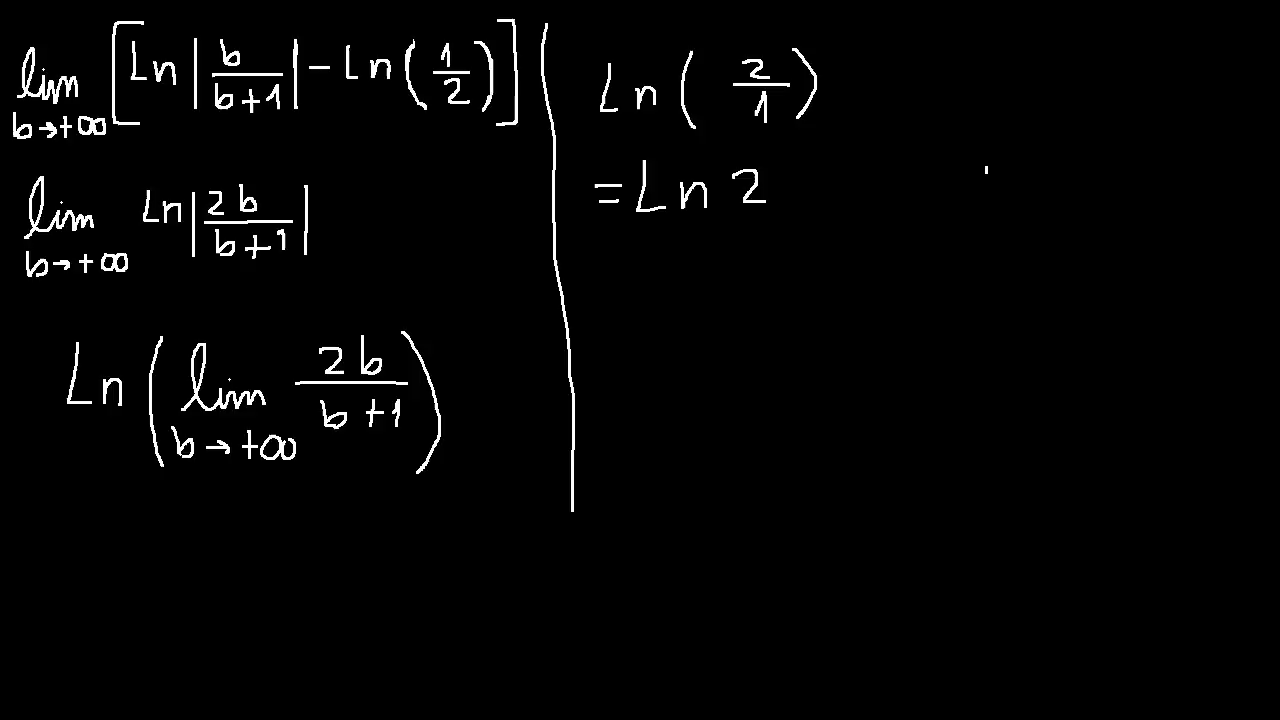 lim b→+∞ [Ln|b/(b+1)| − Ln(1/2)]
lim b→+∞ Ln|2b/(b+1)|
Ln(lim b→+∞ 2b/(b+1))
Ln(2/1)
=Ln 2